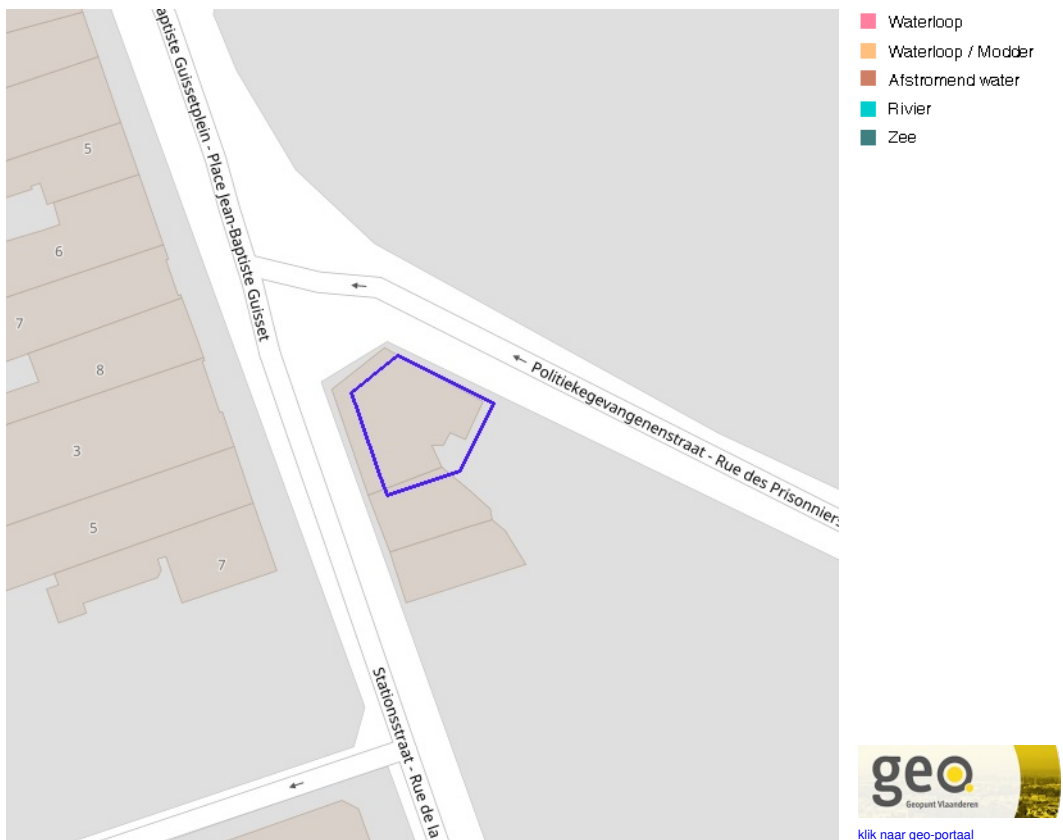 aptiste Guissetplein - Place Jean-Baptiste Guisset
5
6
7
8
3
5
7
Politiekegevangenenstraat - Rue des Prisonniers
Stationsstraat - Rue de la
Waterloop
Waterloop / Modder
Afstromend water
Rivier
Zee
geo.
Geopunt Vlaanderen
klik naar geo-portaal